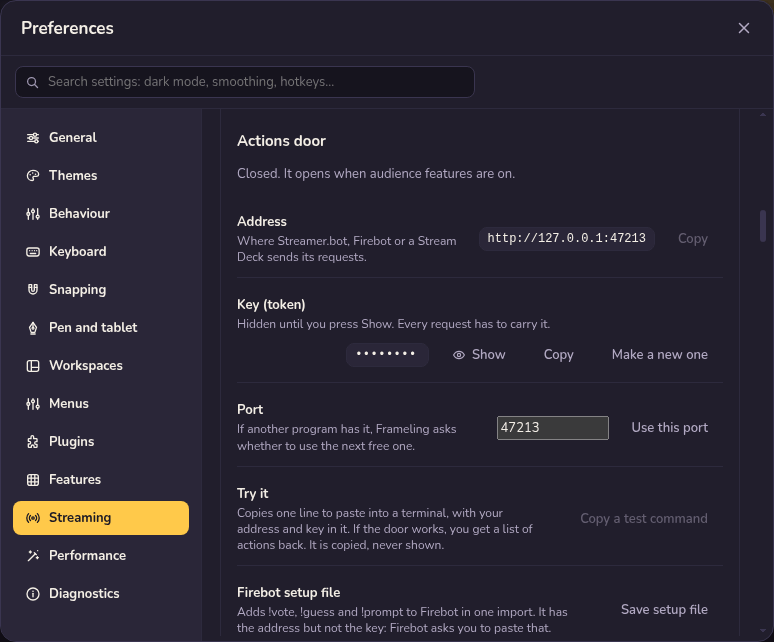 Preferences
Search settings: dark mode, smoothing, hotkeys...
General
Themes
Behaviour
Keyboard
Snapping
Pen and tablet
Workspaces
Menus
Plugins
Features
Streaming
Performance
Diagnostics
Actions door
Closed. It opens when audience features are on.
Address
Where Streamer.bot, Firebot or a Stream
Deck sends its requests.
http://127.0.0.1:47213
Copy
Key (token)
Hidden until you press Show. Every request has to carry it.
••••••••
Show
Copy
Make a new one
Port
If another program has it, Frameling asks
whether to use the next free one.
47213
Use this port
Try it
Copies one line to paste into a terminal, with your
address and key in it. If the door works, you get a list of
actions back. It is copied, never shown.
Copy a test command
Firebot setup file
Adds !vote, !guess and !prompt to Firebot in one import. It has
the address but not the key: Firebot asks you to paste that.
Save setup file